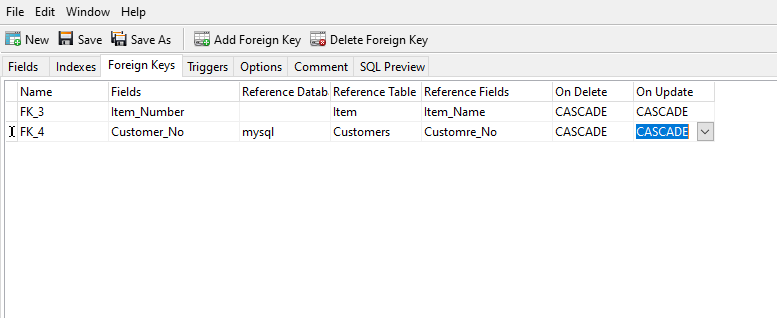 File Edit Window Help
New Save Save As Add Foreign Key Delete Foreign Key
Fields Indexes Foreign Keys Triggers Options Comment SQL Preview
Name Fields Reference Datab. Reference Table Reference Fields On Delete On Update
FK_3 Item_Number Item Item_Name CASCADE CASCADE
FK_4 Customer_No mysql Customers Customre_No CASCADE CASCADE